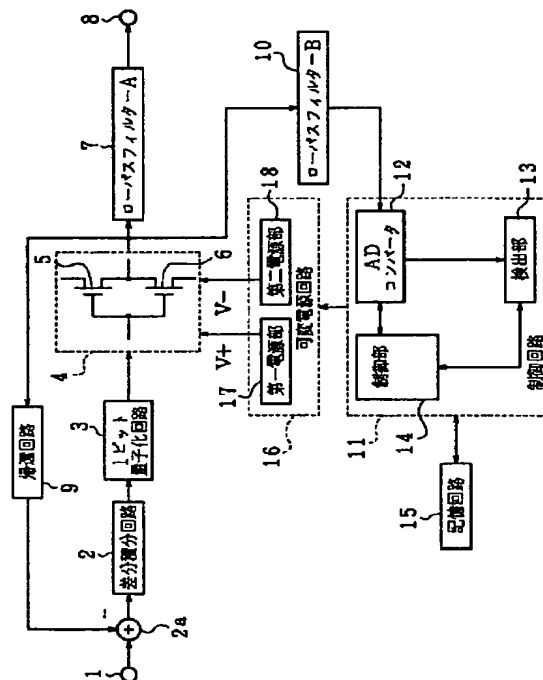 1
2a
+
-
2
差分積分回路
3
1ビット
量子化回路
4
5
6
7
ローパスフィルターA
8
9
帰還回路
10
ローパスフィルターB
V+
V-
17
第一電源部
18
第二電源部
可変電源回路
16
11
12
AD
コンバータ
13
検出部
制御部
14
制御回路
15
記憶回路